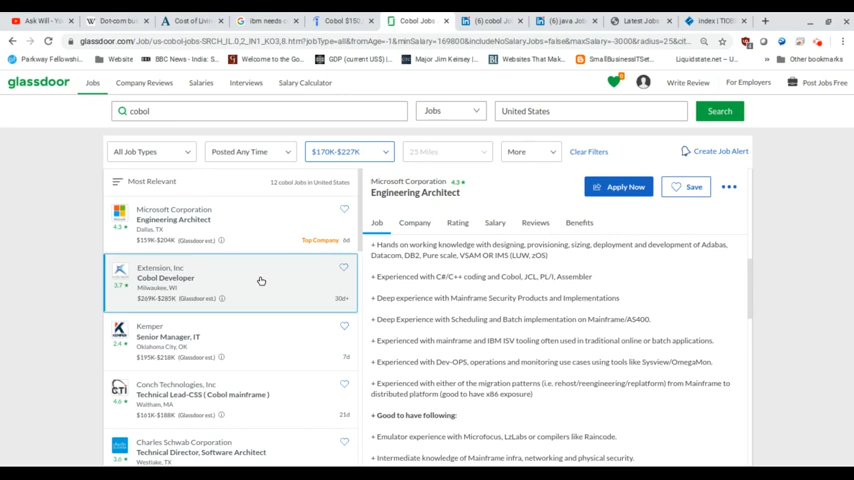 Ask Will - You
Dot-com bu
Cost of Livin
ibm needs c
Cobol $150,
Cobol Jobs
(6) cobol
(6) java Jo
Latest Jobs
index | TIOB
glassdoor.com/Job/us-cobol-jobs-SRCH_IL.0,2_IN1_KO3,8.htm?jobType=all&fromAge=-1&minSalary=169800&includeNoSalaryJobs=false&maxSalary=-3000&radius=25&cit...
Parkway Fellowship...
Website
BBC News - India: S...
Welcome to the Go...
GDP (current US$) |...
Major Jim Kerisey |...
Websites That Mak...
SmallBusinessITSet...
Liquidstate.net – U...
»
Other bookmarks
glassdoor
Jobs
Company Reviews
Salaries
Interviews
Salary Calculator
Write Review
For Employers
Post Jobs Free
cobol
Jobs
United States
Search
All Job Types
Posted Any Time
$170K-$227K
25 Miles
More
Clear Filters
Create Job Alert
Most Relevant
12 cobol Jobs in United States
Microsoft Corporation
Engineering Architect
Dallas, TX
4.3★
$159K-$204K (Glassdoor est.)
Top Company 6d
Extension, Inc
Cobol Developer
3.7★
Milwaukee, WI
$269K-$285K (Glassdoor est.)
30d+
Kemper
Senior Manager, IT
2.4★
Oklahoma City, OK
$195K-$218K (Glassdoor est.)
7d
Conch Technologies, Inc
Technical Lead-CSS ( Cobol mainframe )
4.6★
Waltham, MA
$161K-$188K (Glassdoor est.)
21d
Charles Schwab Corporation
Technical Director, Software Architect
3.6★
Westlake, TX
Microsoft Corporation 4.3★
Engineering Architect
Apply Now
Save
Job
Company
Rating
Salary
Reviews
Benefits
+ Hands on working knowledge with designing, provisioning, sizing, deployment and development of Adabas,
Datacom, DB2, Pure scale, VSAM OR IMS (LUW, zOS)
+ Experienced with C#/C++ coding and Cobol, JCL, PL/I, Assembler
+ Deep experience with Mainframe Security Products and Implementations
+ Deep Experience with Scheduling and Batch implementation on Mainframe/AS400.
+ Experienced with mainframe and IBM ISV tooling often used in traditional online or batch applications.
+ Experienced with Dev-OPS, operations and monitoring use cases using tools like Sysview/OmegaMon.
+ Experienced with either of the migration patterns (i.e. rehost/reengineering/replatform) from Mainframe to
distributed platform (good to have x86 exposure)
+ Good to have following:
+ Emulator experience with Microfocus, LzLabs or compilers like Raincode.
+ Intermediate knowledge of Mainframe infra, networking and physical security.